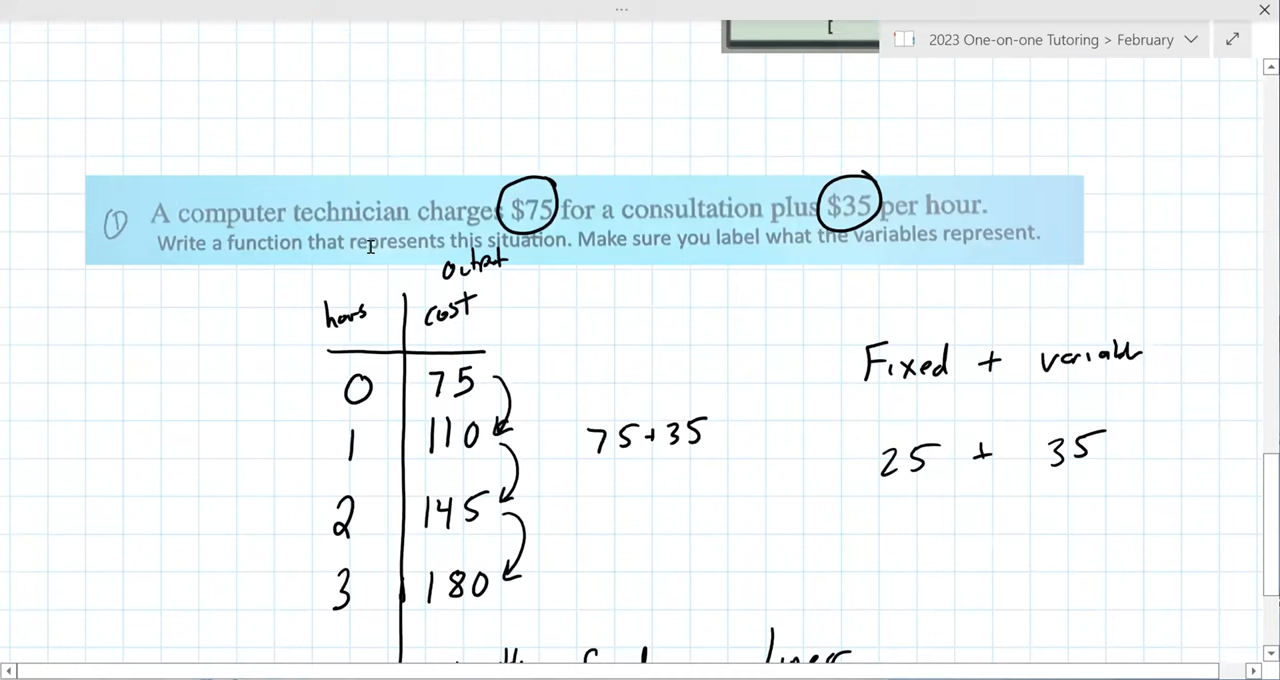 2023 One-on-one Tutoring > February
① A computer technician charges $75 for a consultation plus $35 per hour.
Write a function that represents this situation. Make sure you label what the variables represent.
output
hours cost
0 75
1 110 75+35
2 145
3 180
Fixed + variable
25 + 35
linear